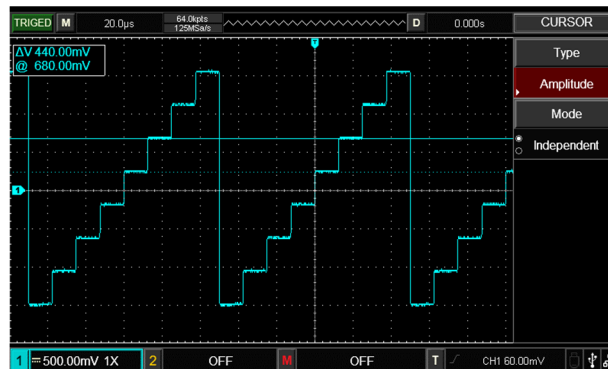 TRIGED M 20.0μs 64.0kpts D 0.000s CURSOR
125MSa/s
ΔV 440.00mV
@ 680.00mV
T
Type
Amplitude
Mode
Independent
1
1 500.00mV 1X 2 OFF M OFF T CH1 60.00mV